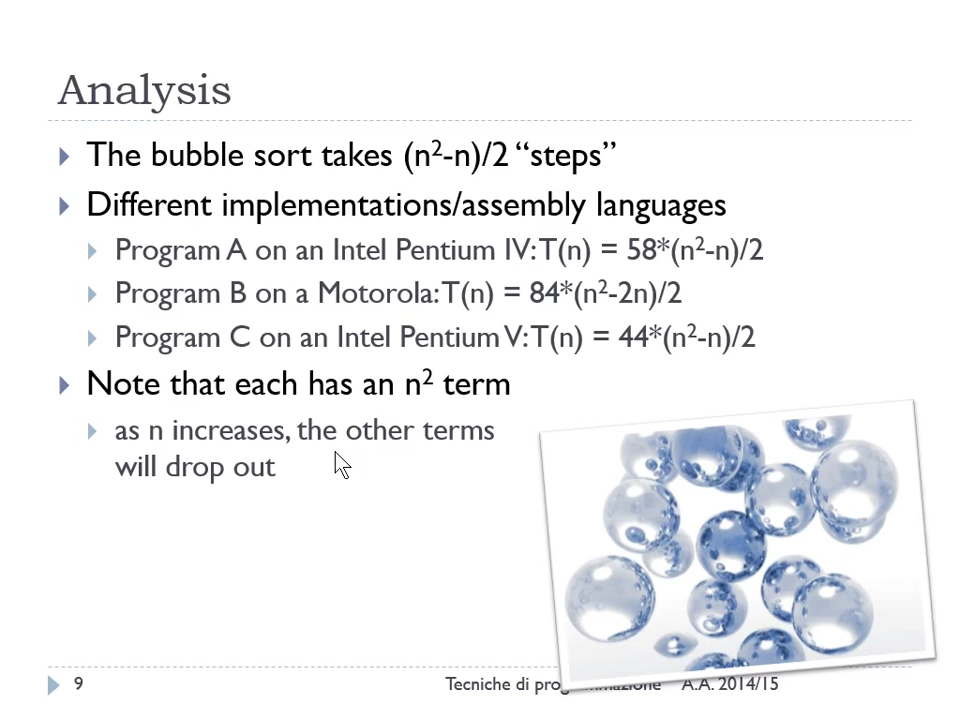 Analysis
The bubble sort takes (n²-n)/2 “steps”
Different implementations/assembly languages
Program A on an Intel Pentium IV: T(n) = 58*(n²-n)/2
Program B on a Motorola: T(n) = 84*(n²-2n)/2
Program C on an Intel Pentium V: T(n) = 44*(n²-n)/2
Note that each has an n² term
as n increases, the other terms
will drop out
9
Tecniche di programmazione A.A. 2014/15